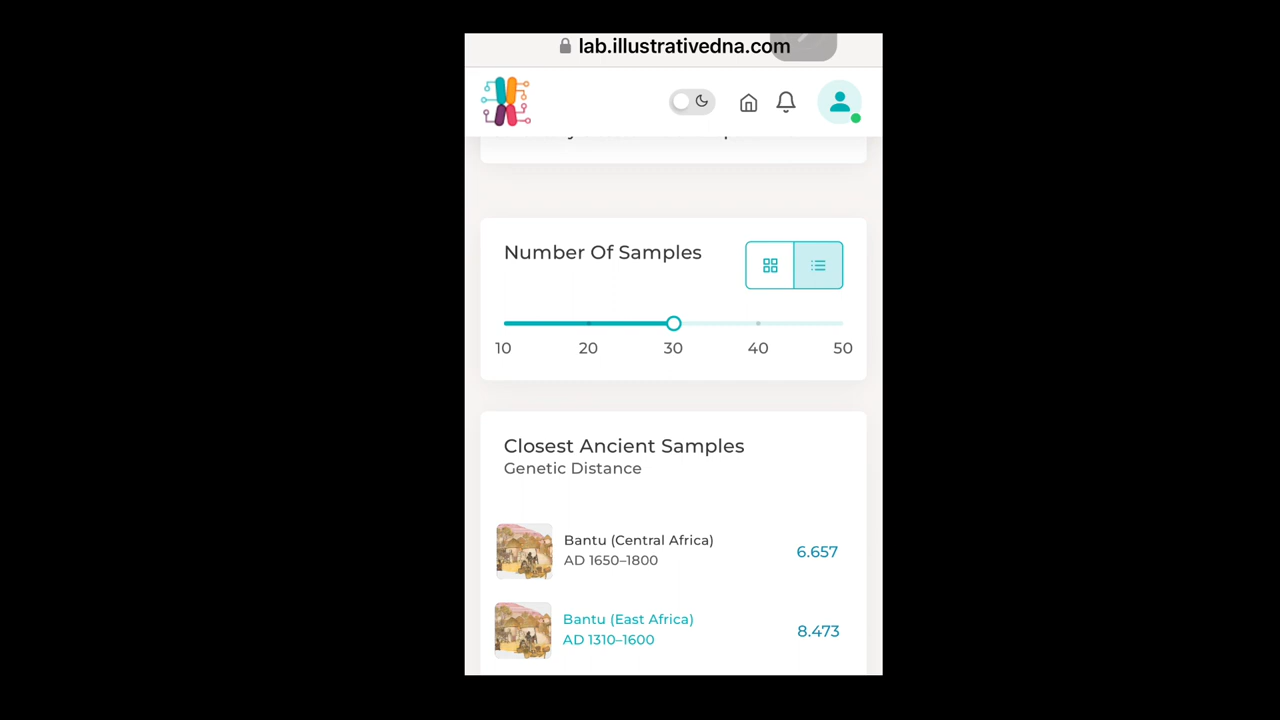 lab.illustrativedna.com
Number Of Samples
10 20 30 40 50
Closest Ancient Samples
Genetic Distance
Bantu (Central Africa)
AD 1650–1800
6.657
Bantu (East Africa)
AD 1310–1600
8.473